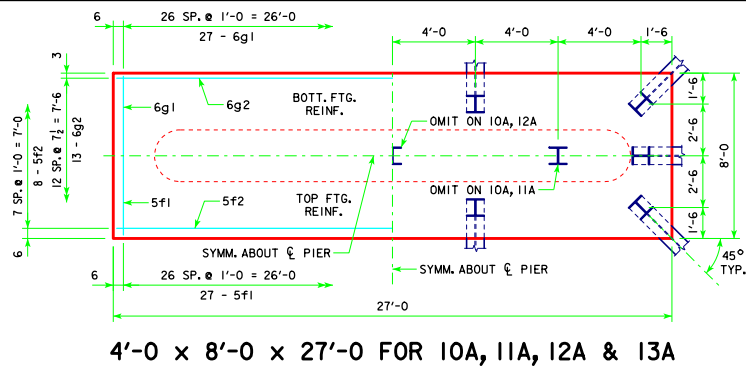 26 SP. @ 1'-0 = 26'-0
27 - 6g1
4'-0
4'-0
4'-0
1'-6
3
6g2
BOTT. FTG.
REINF.
6g1
OMIT ON 10A, 12A
1'-6
2'-6
2'-6
1'-6
8'-0
7 SP. @ 1'-0 = 7'-0
8 - 5f2
12 SP. @ 7½ = 7'-6
13 - 6g2
5f1
5f2
TOP FTG.
REINF.
OMIT ON 10A, 11A
6
6
26 SP. @ 1'-0 = 26'-0
27 - 5f1
SYMM. ABOUT ℄ PIER
SYMM. ABOUT ℄ PIER
45°
TYP.
27'-0
4'-0 x 8'-0 x 27'-0 FOR 10A, 11A, 12A & 13A
6